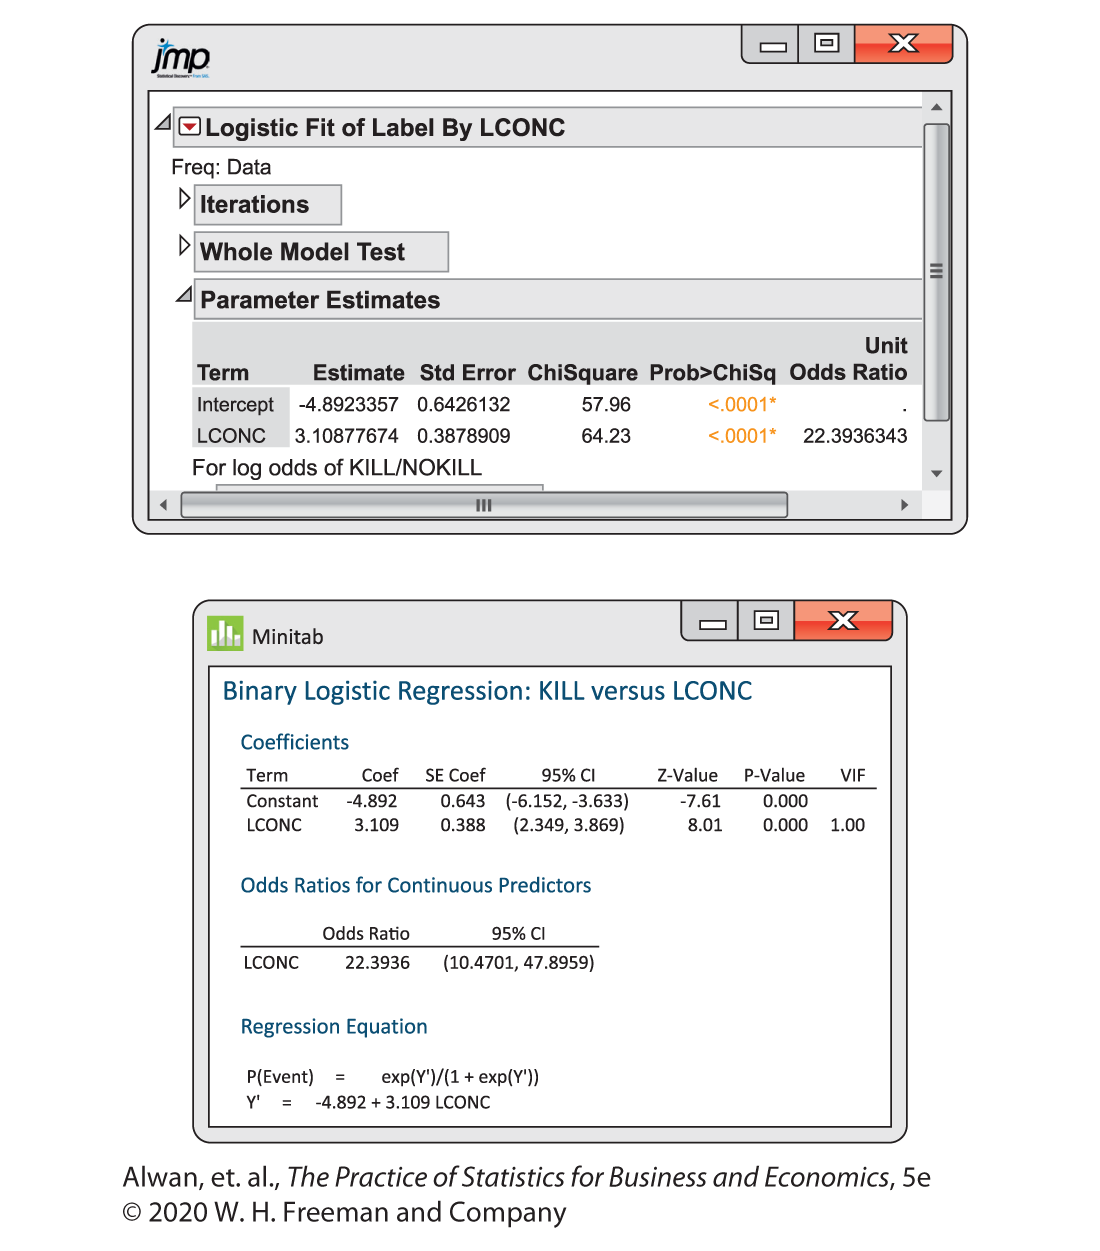 jmp
Logistic Fit of Label By LCONC
Freq: Data
Iterations
Whole Model Test
Parameter Estimates
Unit
Term Estimate Std Error ChiSquare Prob>ChiSq Odds Ratio
Intercept -4.8923357 0.6426132 57.96 <.0001* .
LCONC 3.10877674 0.3878909 64.23 <.0001* 22.3936343
For log odds of KILL/NOKILL
Minitab
Binary Logistic Regression: KILL versus LCONC
Coefficients
Term Coef SE Coef 95% CI Z-Value P-Value VIF
Constant -4.892 0.643 (-6.152, -3.633) -7.61 0.000
LCONC 3.109 0.388 (2.349, 3.869) 8.01 0.000 1.00
Odds Ratios for Continuous Predictors
Odds Ratio 95% CI
LCONC 22.3936 (10.4701, 47.8959)
Regression Equation
P(Event) = exp(Y')/(1 + exp(Y'))
Y' = -4.892 + 3.109 LCONC
Alwan, et. al., The Practice of Statistics for Business and Economics, 5e
© 2020 W. H. Freeman and Company